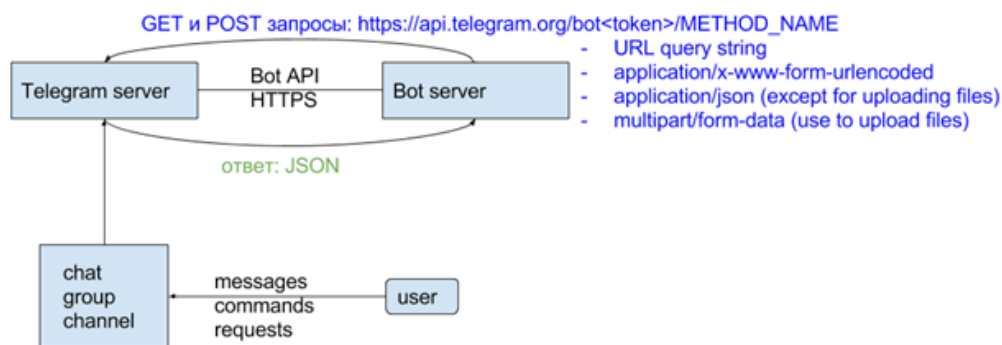 GET и POST запросы: https://api.telegram.org/bot<token>/METHOD_NAME
- URL query string
- application/x-www-form-urlencoded
- application/json (except for uploading files)
- multipart/form-data (use to upload files)
Telegram server
Bot API
HTTPS
Bot server
ответ: JSON
chat
group
channel
messages
commands
requests
user